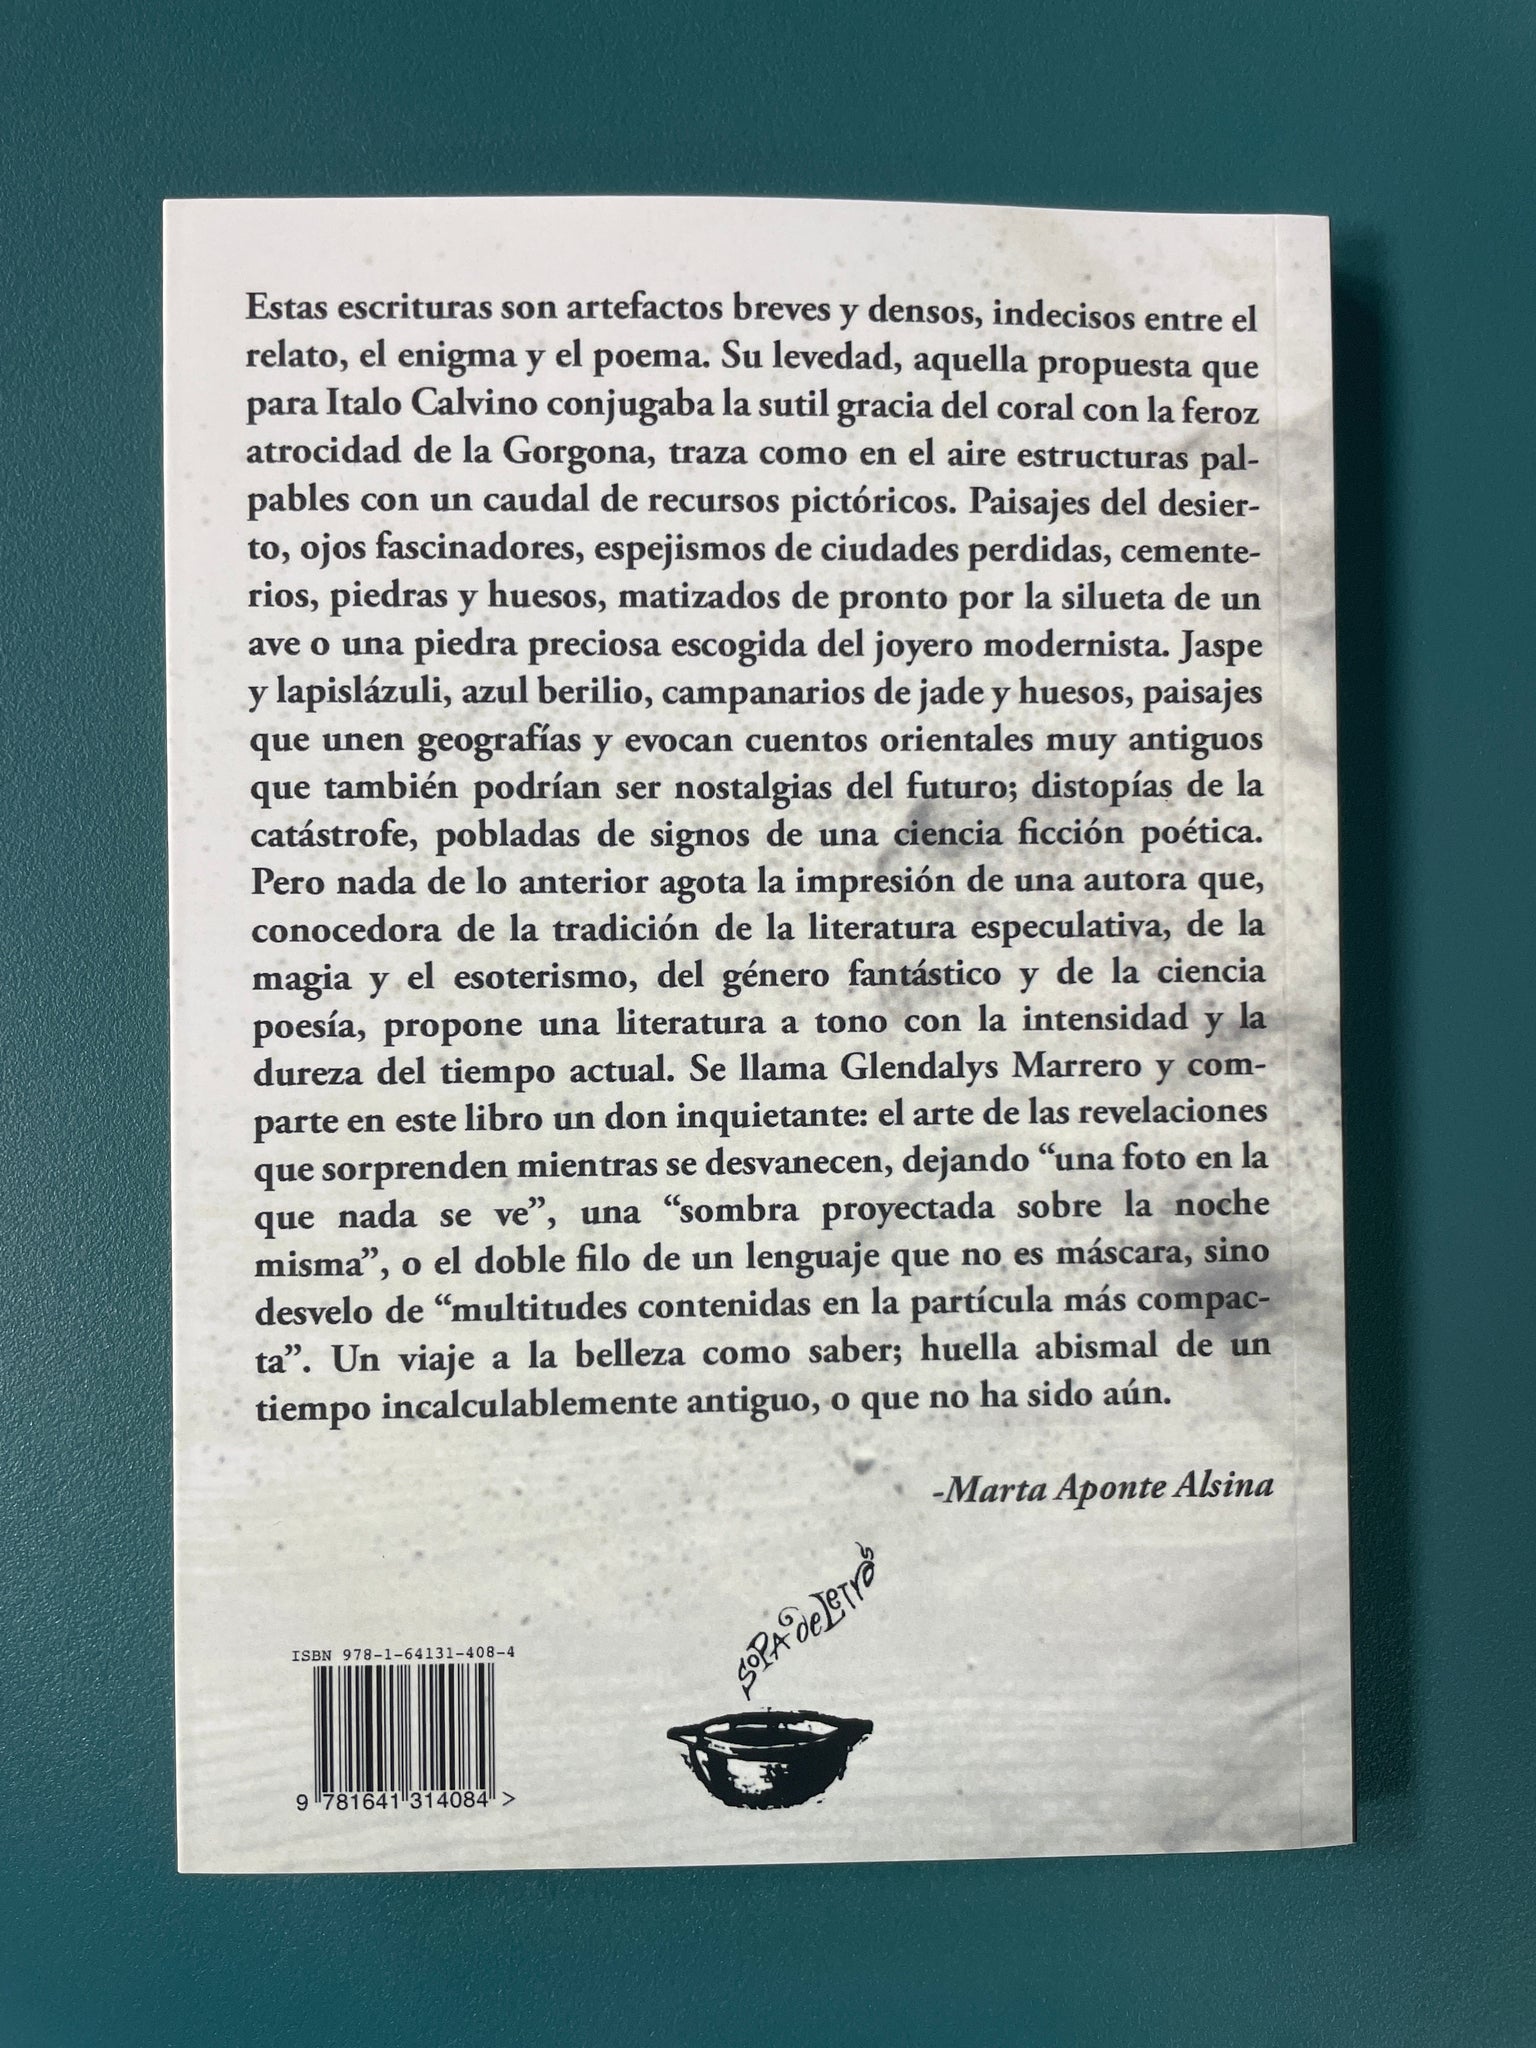 Estas escrituras son artefactos breves y densos, indecisos entre el
relato, el enigma y el poema. Su levedad, aquella propuesta que
para Italo Calvino conjugaba la sutil gracia del coral con la feroz
atrocidad de la Gorgona, traza como en el aire estructuras pal-
pables con un caudal de recursos pictóricos. Paisajes del desier-
to, ojos fascinadores, espejismos de ciudades perdidas, cemente-
rios, piedras y huesos, matizados de pronto por la silueta de un
ave o una piedra preciosa escogida del joyero modernista. Jaspe
y lapislázuli, azul berilio, campanarios de jade y huesos, paisajes
que unen geografías y evocan cuentos orientales muy antiguos
que también podrían ser nostalgias del futuro; distopías de la
catástrofe, pobladas de signos de una ciencia ficción poética.
Pero nada de lo anterior agota la impresión de una autora que,
conocedora de la tradición de la literatura especulativa, de la
magia y el esoterismo, del género fantástico y de la ciencia
poesía, propone una literatura a tono con la intensidad y la
dureza del tiempo actual. Se llama Glendalys Marrero y com-
parte en este libro un don inquietante: el arte de las revelaciones
que sorprenden mientras se desvanecen, dejando “una foto en la
que nada se ve”, una “sombra proyectada sobre la noche
misma”, o el doble filo de un lenguaje que no es máscara, sino
desvelo de “multitudes contenidas en la partícula más compac-
ta”. Un viaje a la belleza como saber; huella abismal de un
tiempo incalculablemente antiguo, o que no ha sido aún.
-Marta Aponte Alsina
SOPA de LeTras
ISBN 978-1-64131-408-4
9 781641 314084 >